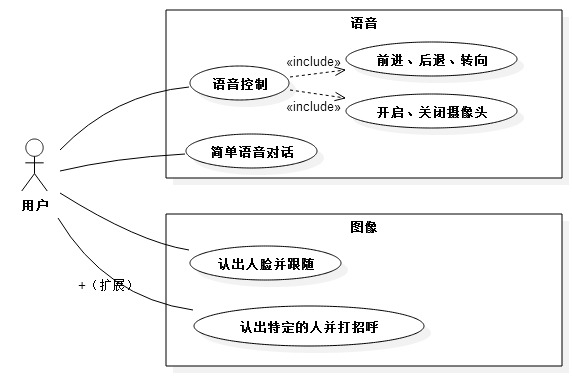 语音
«include»
前进、后退、转向
语音控制
«include»
开启、关闭摄像头
简单语音对话
用户
图像
认出人脸并跟随
+（扩展）
认出特定的人并打招呼